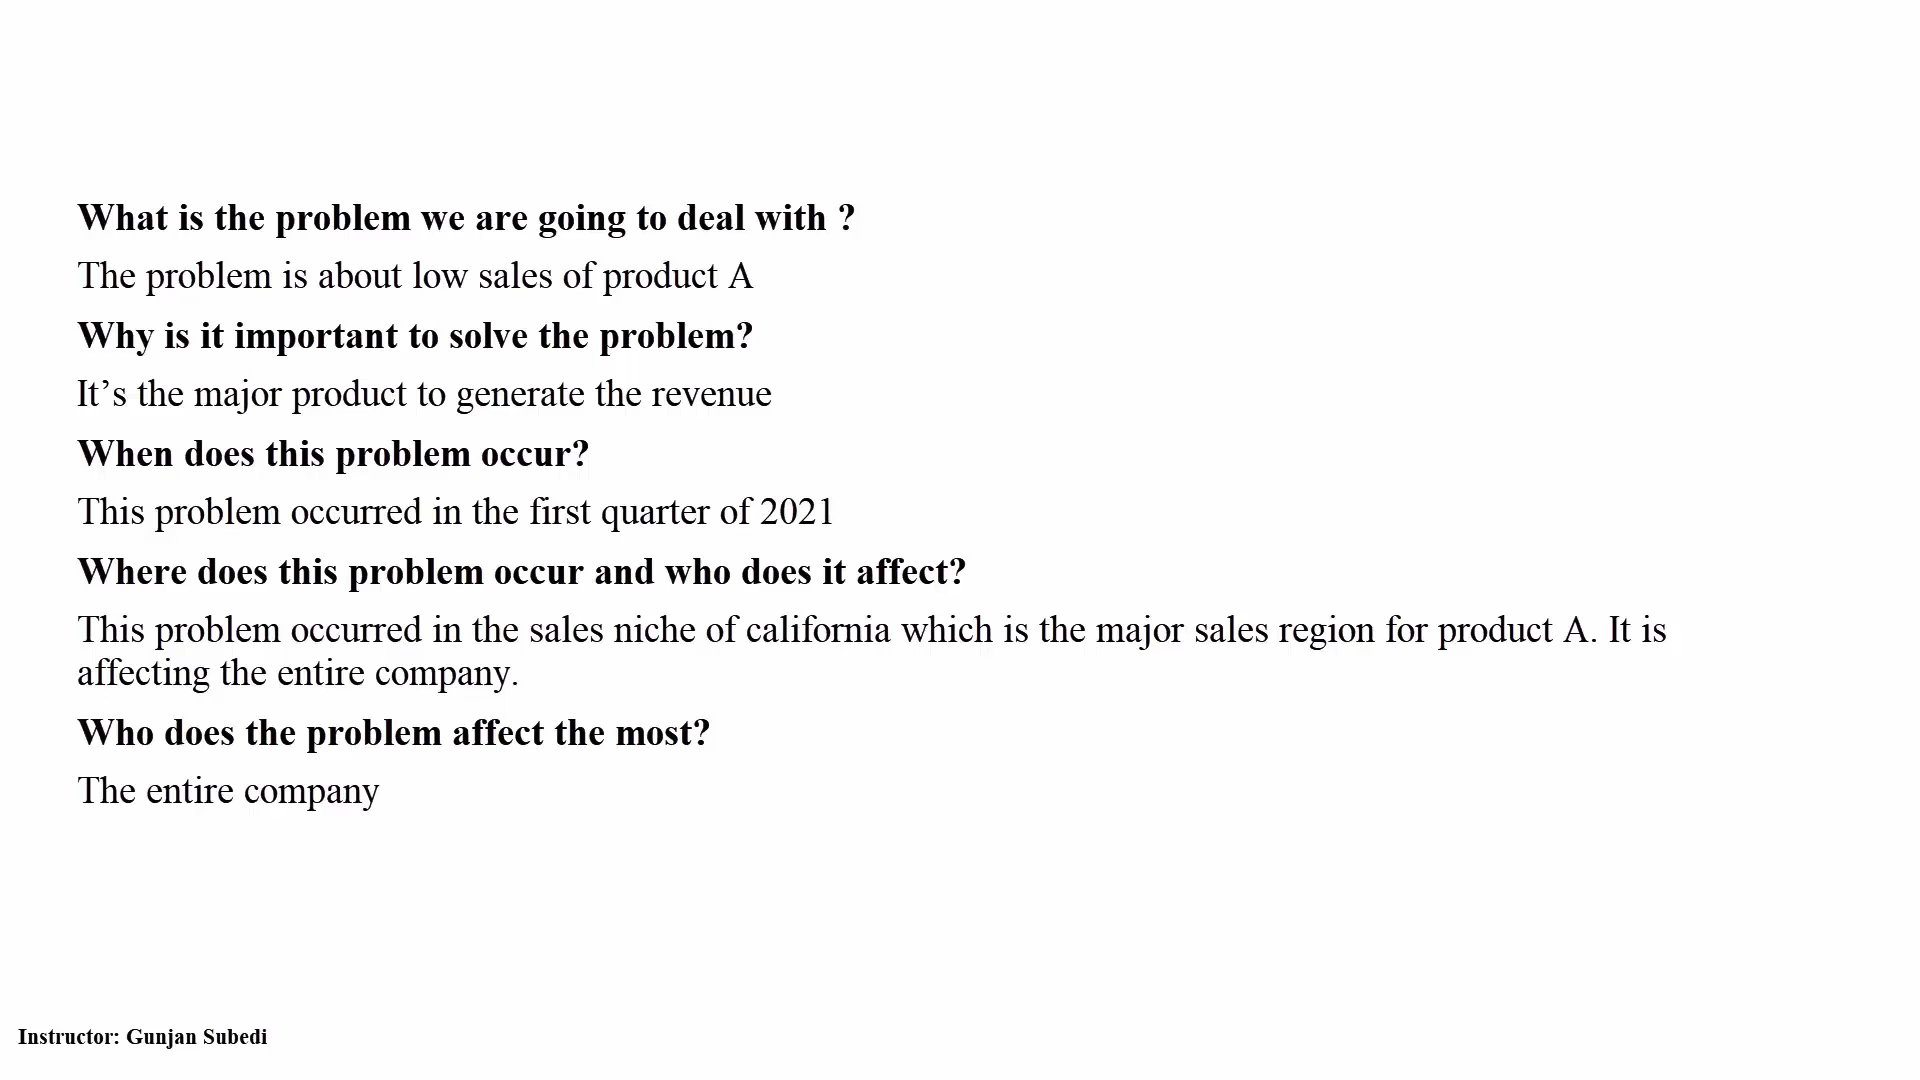 What is the problem we are going to deal with ?
The problem is about low sales of product A
Why is it important to solve the problem?
It’s the major product to generate the revenue
When does this problem occur?
This problem occurred in the first quarter of 2021
Where does this problem occur and who does it affect?
This problem occurred in the sales niche of california which is the major sales region for product A. It is
affecting the entire company.
Who does the problem affect the most?
The entire company
Instructor: Gunjan Subedi